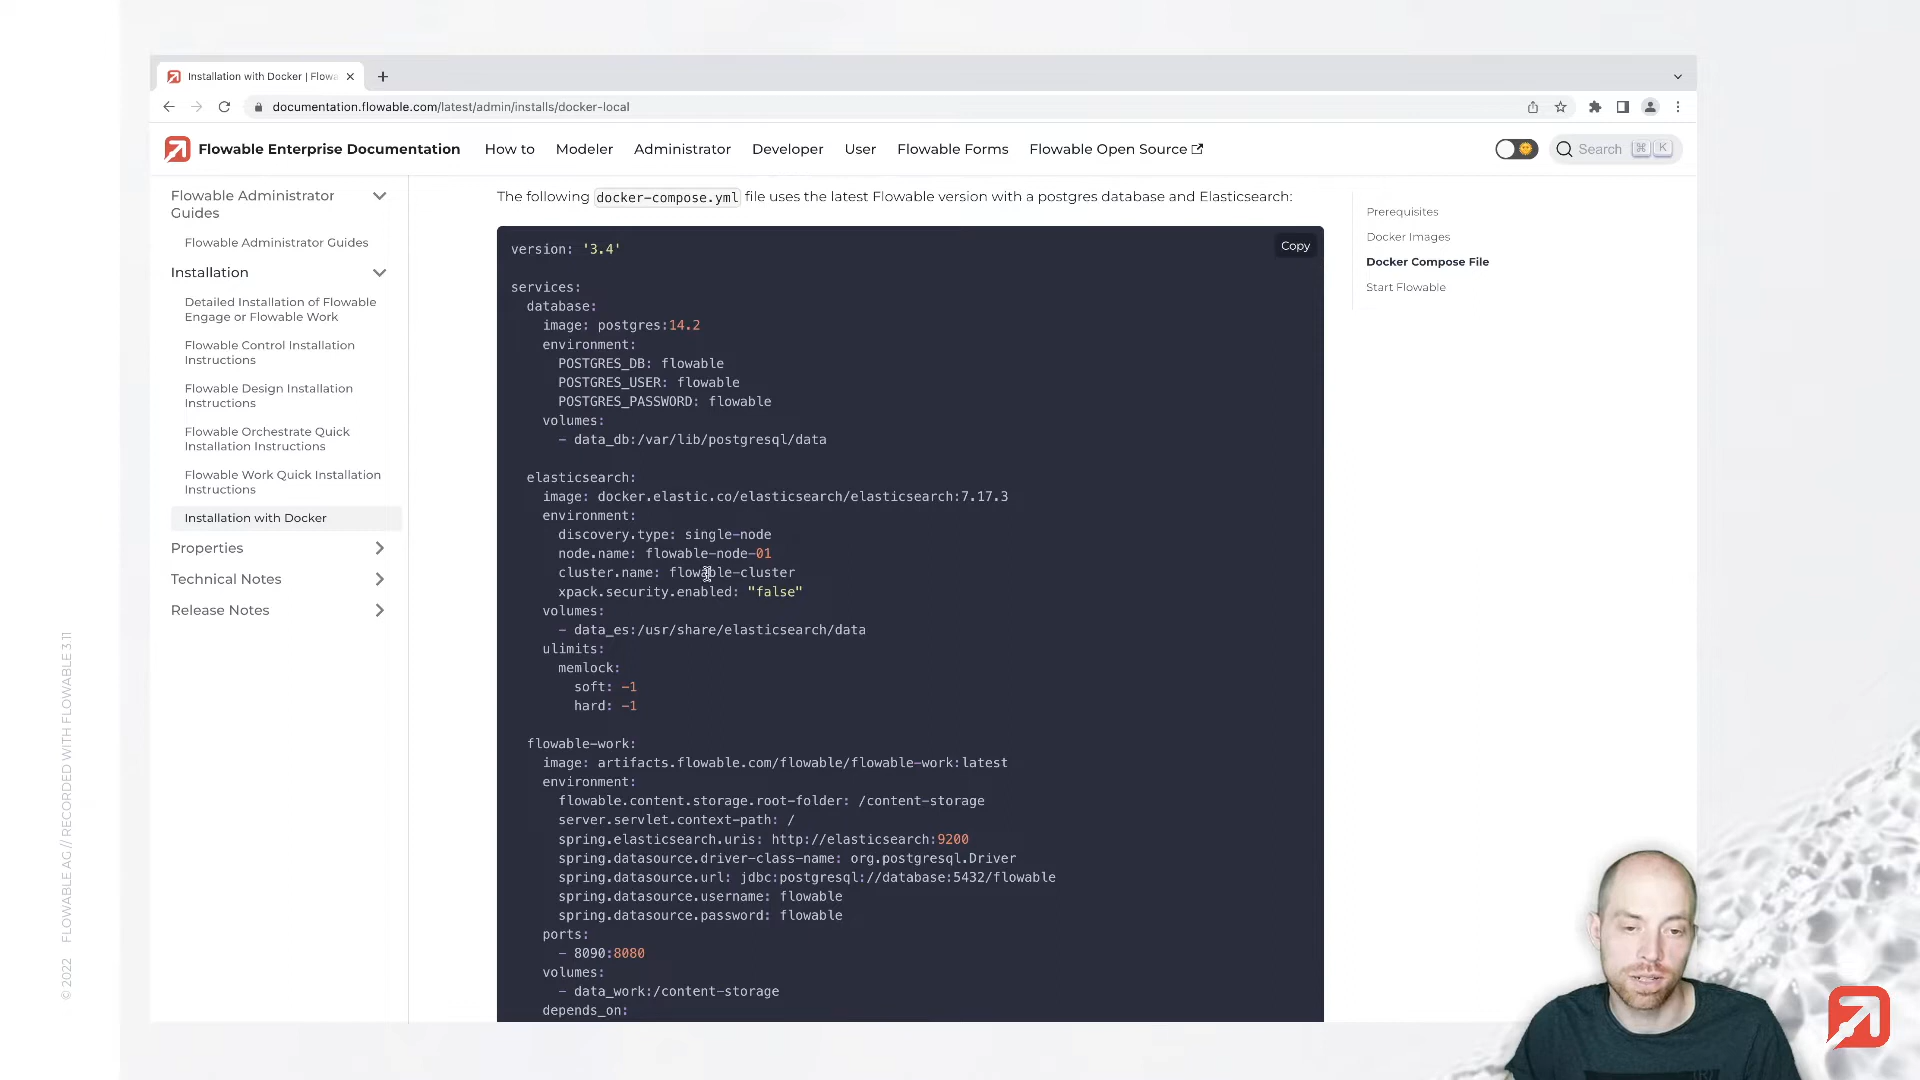 Installation with Docker | Flowa
documentation.flowable.com/latest/admin/installs/docker-local
Flowable Enterprise Documentation
How to
Modeler
Administrator
Developer
User
Flowable Forms
Flowable Open Source
Search
⌘
K
Flowable Administrator
Guides
Flowable Administrator Guides
Installation
Detailed Installation of Flowable
Engage or Flowable Work
Flowable Control Installation
Instructions
Flowable Design Installation
Instructions
Flowable Orchestrate Quick
Installation Instructions
Flowable Work Quick Installation
Instructions
Installation with Docker
Properties
Technical Notes
Release Notes
The following docker-compose.yml file uses the latest Flowable version with a postgres database and Elasticsearch:
Copy
version: '3.4'
services:
database:
image: postgres:14.2
environment:
POSTGRES_DB: flowable
POSTGRES_USER: flowable
POSTGRES_PASSWORD: flowable
volumes:
- data_db:/var/lib/postgresql/data
elasticsearch:
image: docker.elastic.co/elasticsearch/elasticsearch:7.17.3
environment:
discovery.type: single-node
node.name: flowable-node-01
cluster.name: flowable-cluster
xpack.security.enabled: "false"
volumes:
- data_es:/usr/share/elasticsearch/data
ulimits:
memlock:
soft: -1
hard: -1
flowable-work:
image: artifacts.flowable.com/flowable/flowable-work:latest
environment:
flowable.content.storage.root-folder: /content-storage
server.servlet.context-path: /
spring.elasticsearch.uris: http://elasticsearch:9200
spring.datasource.driver-class-name: org.postgresql.Driver
spring.datasource.url: jdbc:postgresql://database:5432/flowable
spring.datasource.username: flowable
spring.datasource.password: flowable
ports:
- 8090:8080
volumes:
- data_work:/content-storage
depends_on:
Prerequisites
Docker Images
Docker Compose File
Start Flowable
© 2022 FLOWABLE AG // RECORDED WITH FLOWABLE 3.11